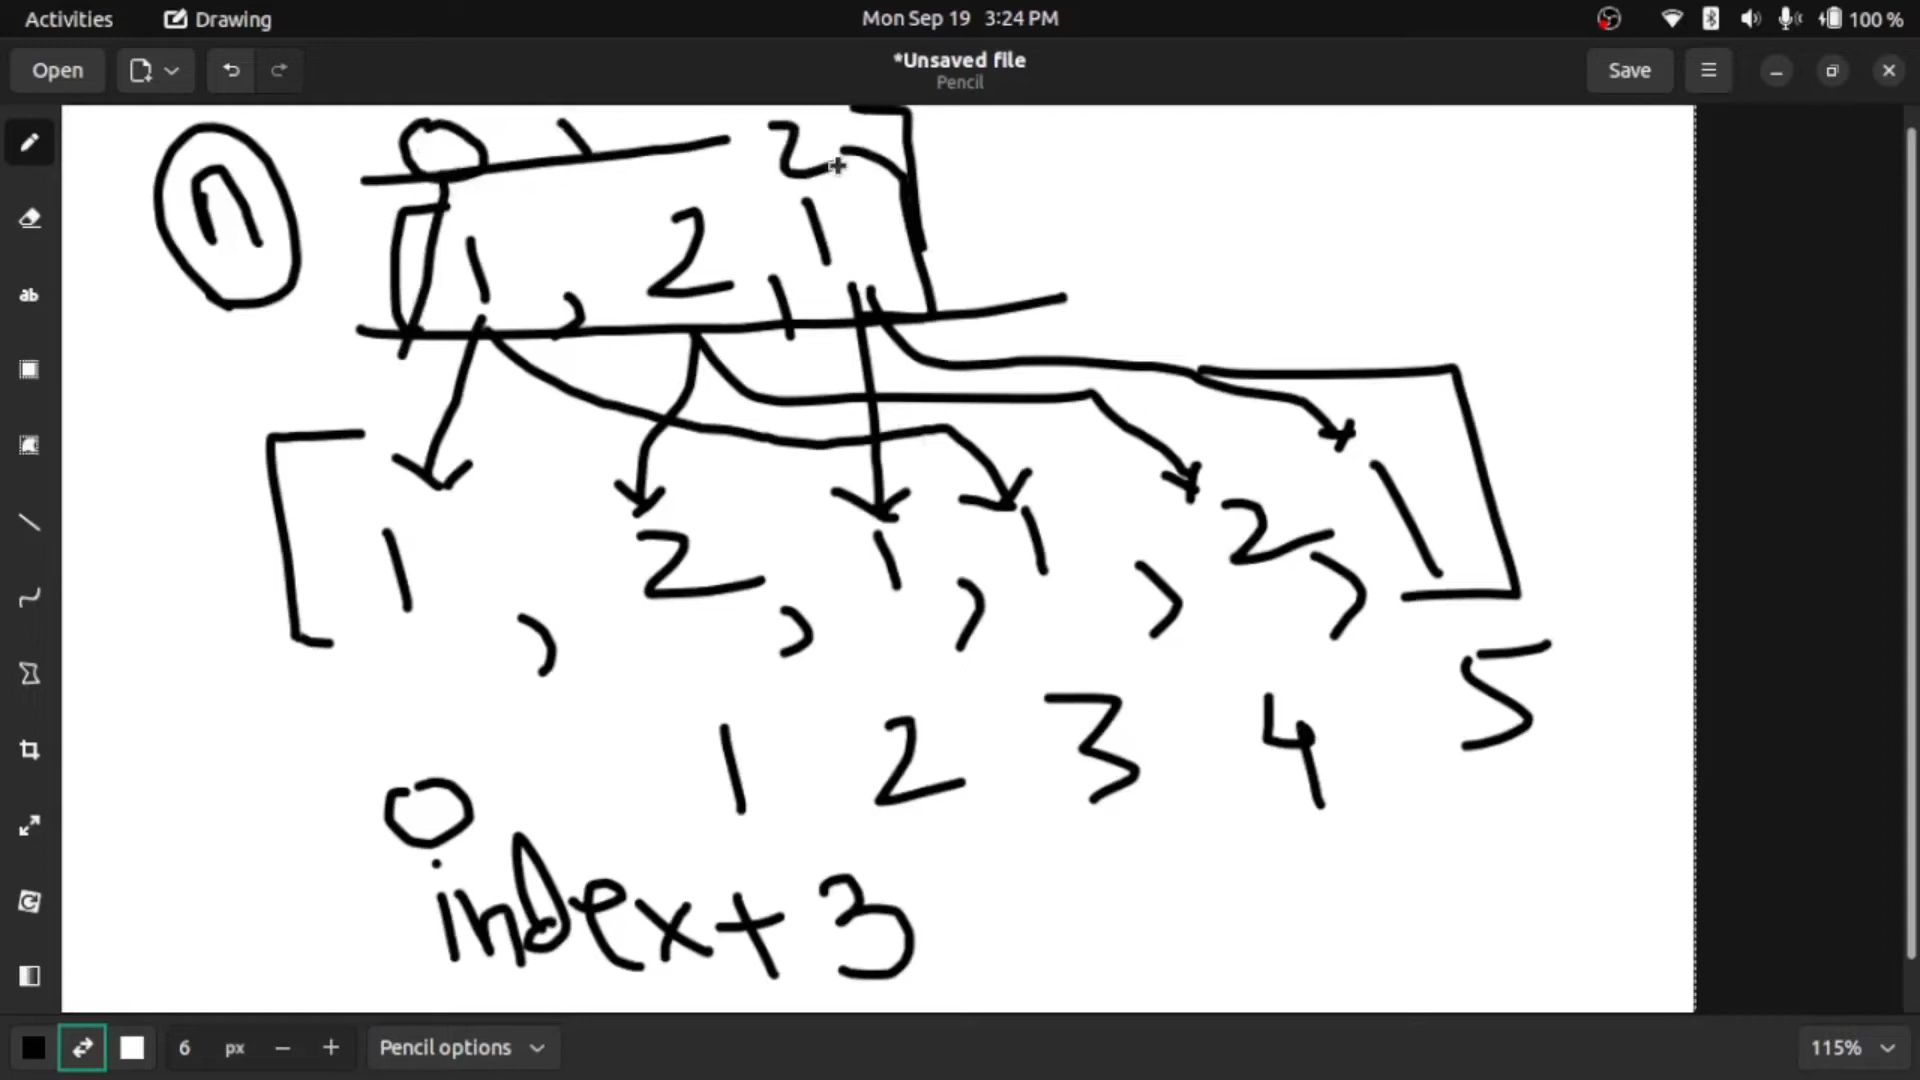 Activities Drawing Mon Sep 19 3:24 PM 100 %
Open *Unsaved file Save
Pencil
n 0 1 2
1 , 2 , 1
1 , 2 , 1 , 1 , 2 , 1
0 1 2 3 4 5
index+3
ab
6 px − + Pencil options 115%